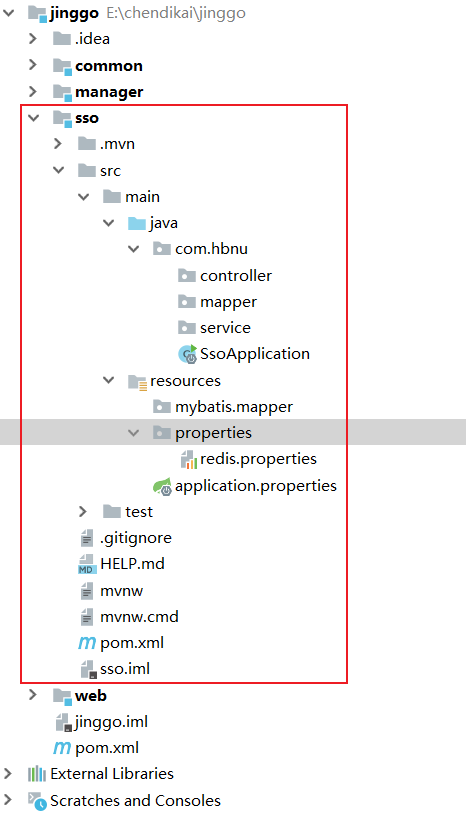 jinggo E:\chendikai\jinggo
.idea
common
manager
sso
.mvn
src
main
java
com.hbnu
controller
mapper
service
C SsoApplication
resources
mybatis.mapper
properties
redis.properties
application.properties
test
.gitignore
MD HELP.md
mvnw
mvnw.cmd
m pom.xml
sso.iml
web
jinggo.iml
m pom.xml
External Libraries
Scratches and Consoles